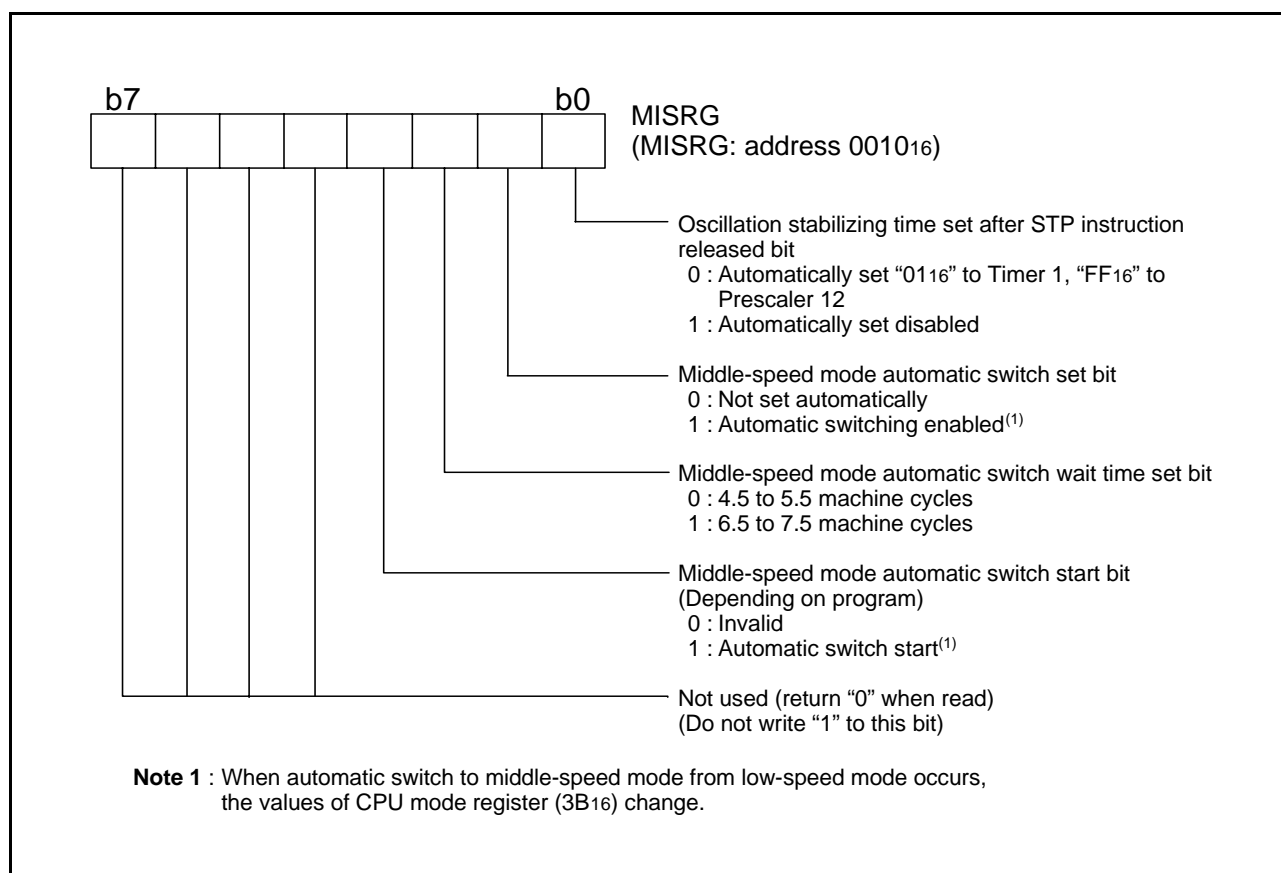 b7 b0
MISRG
(MISRG: address 001016)
Oscillation stabilizing time set after STP instruction
released bit
0 : Automatically set “0116” to Timer 1, “FF16” to
Prescaler 12
1 : Automatically set disabled
Middle-speed mode automatic switch set bit
0 : Not set automatically
1 : Automatic switching enabled(1)
Middle-speed mode automatic switch wait time set bit
0 : 4.5 to 5.5 machine cycles
1 : 6.5 to 7.5 machine cycles
Middle-speed mode automatic switch start bit
(Depending on program)
0 : Invalid
1 : Automatic switch start(1)
Not used (return “0” when read)
(Do not write “1” to this bit)
Note 1 : When automatic switch to middle-speed mode from low-speed mode occurs,
the values of CPU mode register (3B16) change.